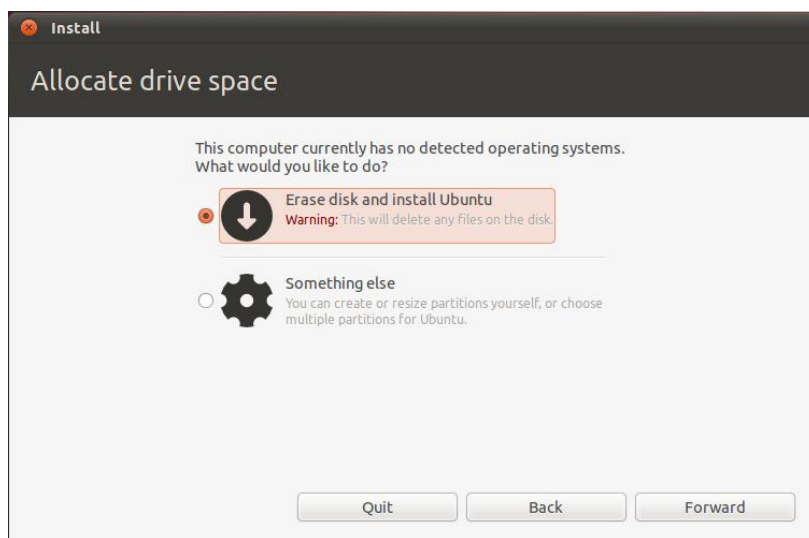 Install
Allocate drive space
This computer currently has no detected operating systems.
What would you like to do?
Erase disk and install Ubuntu
Warning: This will delete any files on the disk.
Something else
You can create or resize partitions yourself, or choose
multiple partitions for Ubuntu.
Quit Back Forward